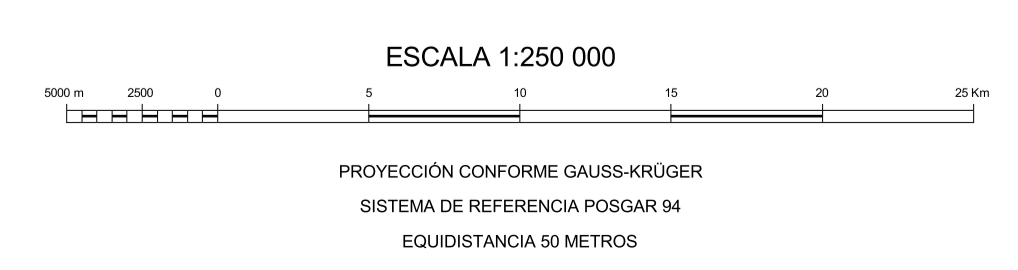 ESCALA 1:250 000
5000 m 2500 0 5 10 15 20 25 Km
PROYECCIÓN CONFORME GAUSS-KRÜGER
SISTEMA DE REFERENCIA POSGAR 94
EQUIDISTANCIA 50 METROS